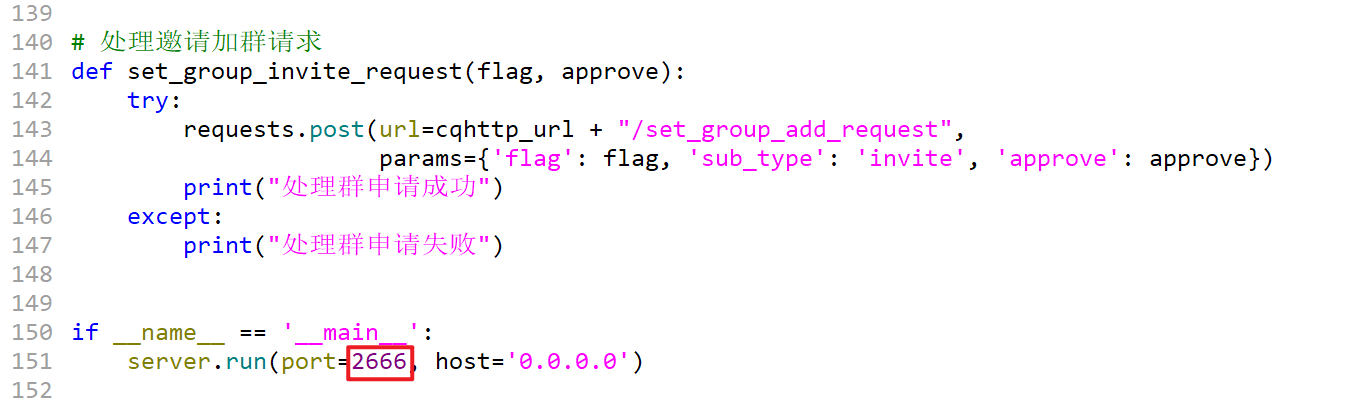 139
140 # 处理邀请加群请求
141 def set_group_invite_request(flag, approve):
142     try:
143         requests.post(url=cqhttp_url + "/set_group_add_request",
144                       params={'flag': flag, 'sub_type': 'invite', 'approve': approve})
145         print("处理群申请成功")
146     except:
147         print("处理群申请失败")
148
149
150 if __name__ == '__main__':
151     server.run(port=2666, host='0.0.0.0')
152